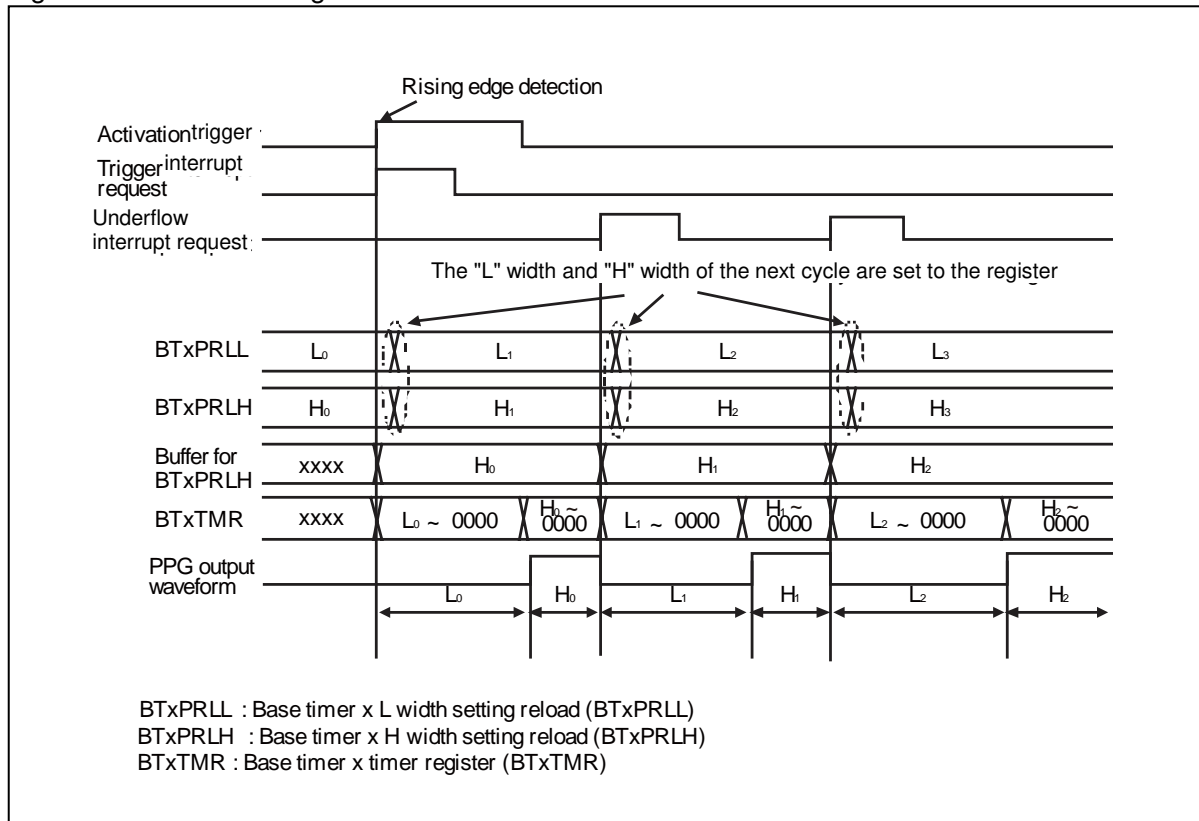 Rising edge detection
Activation trigger
Trigger interrupt
request
Underflow
interrupt request
The "L" width and "H" width of the next cycle are set to the register
BTxPRLL L₀ L₁ L₂ L₃
BTxPRLH H₀ H₁ H₂ H₃
Buffer for
BTxPRLH xxxx H₀ H₁ H₂
BTxTMR xxxx L₀ ~ 0000 H₀ ~ 0000 L₁ ~ 0000 H₁ ~ 0000 L₂ ~ 0000 H₂ ~ 0000
PPG output
waveform
L₀ H₀ L₁ H₁ L₂ H₂
BTxPRLL : Base timer x L width setting reload (BTxPRLL)
BTxPRLH : Base timer x H width setting reload (BTxPRLH)
BTxTMR : Base timer x timer register (BTxTMR)